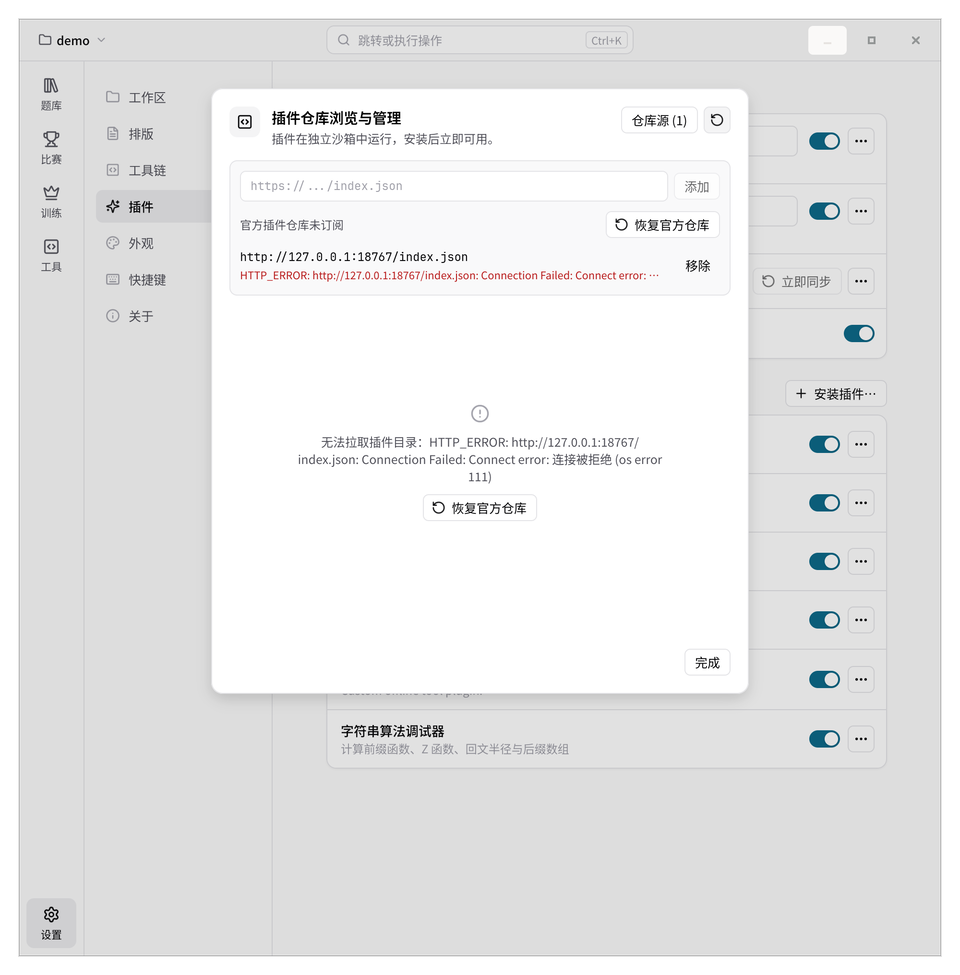 demo
跳转或执行操作
Ctrl+K
题库
比赛
训练
工具
设置
工作区
排版
工具链
插件
外观
快捷键
关于
插件仓库浏览与管理
插件在独立沙箱中运行，安装后立即可用。
仓库源 (1)
https://.../index.json
添加
官方插件仓库未订阅
恢复官方仓库
http://127.0.0.1:18767/index.json
HTTP_ERROR: http://127.0.0.1:18767/index.json: Connection Failed: Connect error: ⋯
移除
无法拉取插件目录：HTTP_ERROR: http://127.0.0.1:18767/
index.json: Connection Failed: Connect error: 连接被拒绝 (os error
111)
恢复官方仓库
完成
立即同步
安装插件⋯
字符串算法调试器
计算前缀函数、Z 函数、回文半径与后缀数组